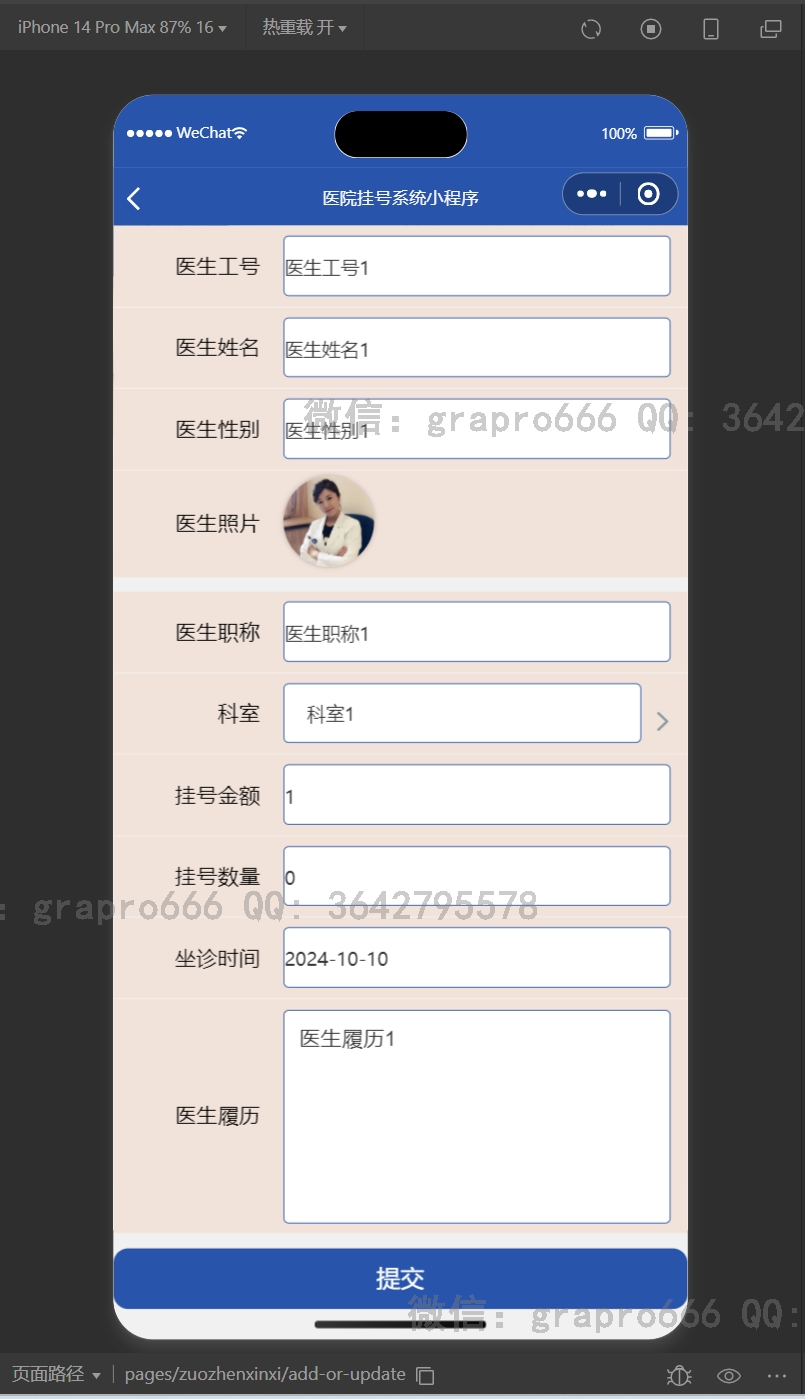 iPhone 14 Pro Max 87% 16
热重载 开
WeChat
100%
医院挂号系统小程序
医生工号
医生工号1
医生姓名
医生姓名1
微信：grapro666 QQ：3642
医生性别
医生性别1
医生照片
医生职称
医生职称1
科室
科室1
挂号金额
1
挂号数量
0
：grapro666 QQ：3642795578
坐诊时间
2024-10-10
医生履历1
医生履历
提交
微信：grapro666 QQ：
页面路径
pages/zuozhenxinxi/add-or-update